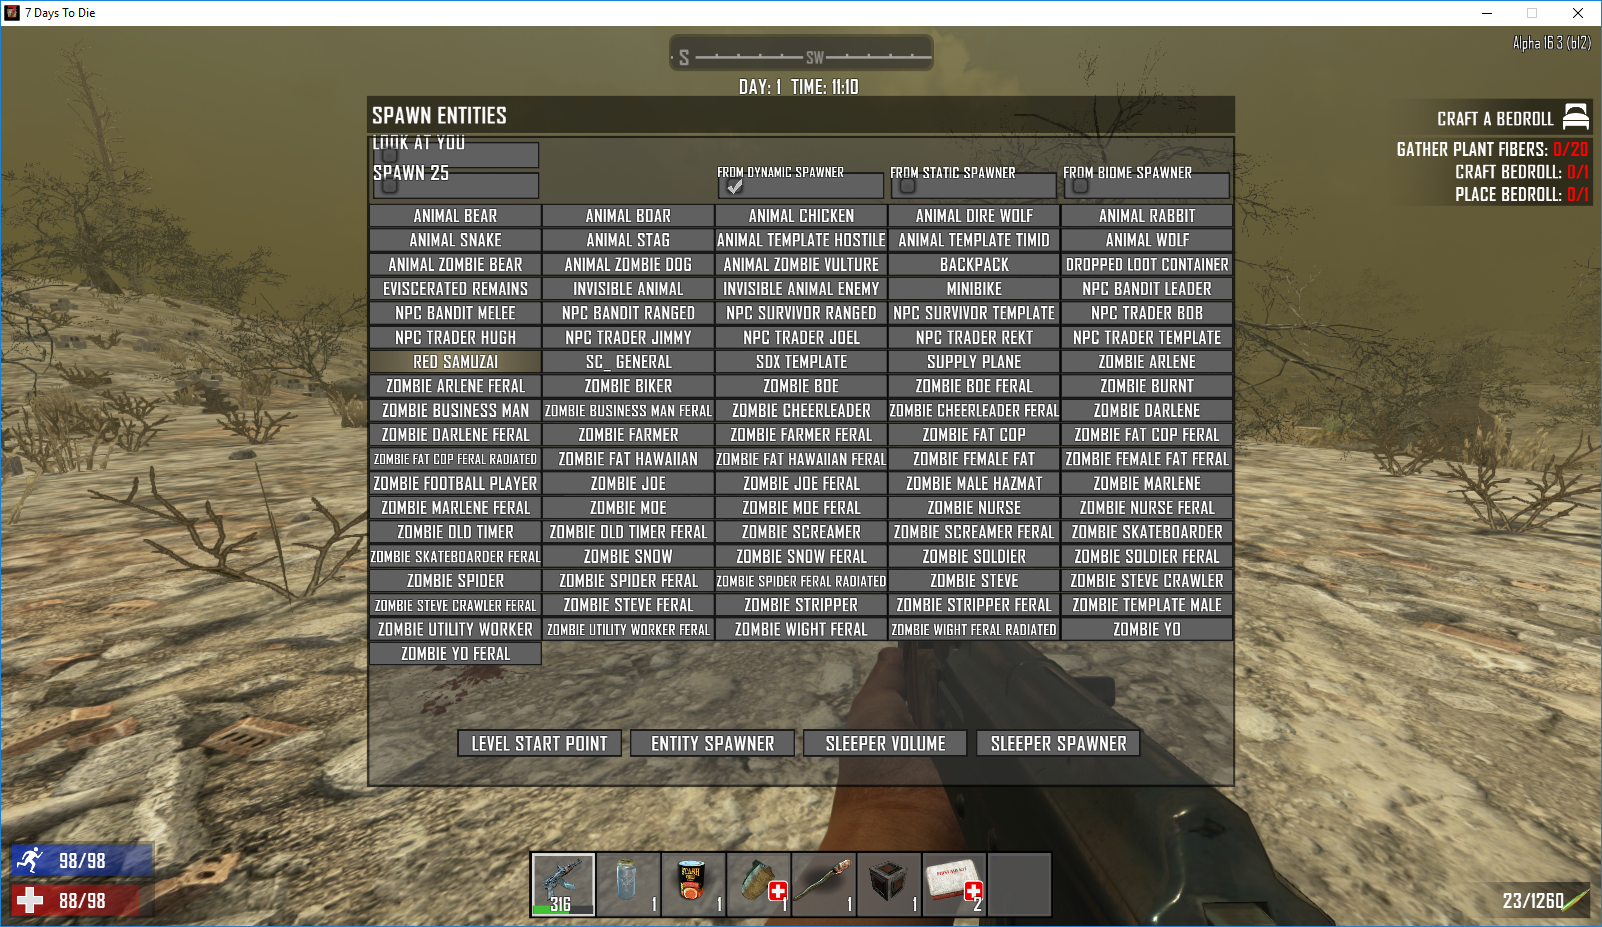 7 Days To Die
Alpha 16.3 (b12)
S SW
DAY: 1 TIME: 11:10
SPAWN ENTITIES
CRAFT A BEDROLL
GATHER PLANT FIBERS: 0/20
CRAFT BEDROLL: 0/1
PLACE BEDROLL: 0/1
LOOK AT YOU
SPAWN 25 FROM DYNAMIC SPAWNER FROM STATIC SPAWNER FROM BIOME SPAWNER
ANIMAL BEAR ANIMAL BOAR ANIMAL CHICKEN ANIMAL DIRE WOLF ANIMAL RABBIT
ANIMAL SNAKE ANIMAL STAG ANIMAL TEMPLATE HOSTILE ANIMAL TEMPLATE TIMID ANIMAL WOLF
ANIMAL ZOMBIE BEAR ANIMAL ZOMBIE DOG ANIMAL ZOMBIE VULTURE BACKPACK DROPPED LOOT CONTAINER
EVISCERATED REMAINS INVISIBLE ANIMAL INVISIBLE ANIMAL ENEMY MINIBIKE NPC BANDIT LEADER
NPC BANDIT MELEE NPC BANDIT RANGED NPC SURVIVOR RANGED NPC SURVIVOR TEMPLATE NPC TRADER BOB
NPC TRADER HUGH NPC TRADER JIMMY NPC TRADER JOEL NPC TRADER REKT NPC TRADER TEMPLATE
RED SAMUZAI SC_ GENERAL SDX TEMPLATE SUPPLY PLANE ZOMBIE ARLENE
ZOMBIE ARLENE FERAL ZOMBIE BIKER ZOMBIE BOE ZOMBIE BOE FERAL ZOMBIE BURNT
ZOMBIE BUSINESS MAN ZOMBIE BUSINESS MAN FERAL ZOMBIE CHEERLEADER ZOMBIE CHEERLEADER FERAL ZOMBIE DARLENE
ZOMBIE DARLENE FERAL ZOMBIE FARMER ZOMBIE FARMER FERAL ZOMBIE FAT COP ZOMBIE FAT COP FERAL
ZOMBIE FAT COP FERAL RADIATED ZOMBIE FAT HAWAIIAN ZOMBIE FAT HAWAIIAN FERAL ZOMBIE FEMALE FAT ZOMBIE FEMALE FAT FERAL
ZOMBIE FOOTBALL PLAYER ZOMBIE JOE ZOMBIE JOE FERAL ZOMBIE MALE HAZMAT ZOMBIE MARLENE
ZOMBIE MARLENE FERAL ZOMBIE MOE ZOMBIE MOE FERAL ZOMBIE NURSE ZOMBIE NURSE FERAL
ZOMBIE OLD TIMER ZOMBIE OLD TIMER FERAL ZOMBIE SCREAMER ZOMBIE SCREAMER FERAL ZOMBIE SKATEBOARDER
ZOMBIE SKATEBOARDER FERAL ZOMBIE SNOW ZOMBIE SNOW FERAL ZOMBIE SOLDIER ZOMBIE SOLDIER FERAL
ZOMBIE SPIDER ZOMBIE SPIDER FERAL ZOMBIE SPIDER FERAL RADIATED ZOMBIE STEVE ZOMBIE STEVE CRAWLER
ZOMBIE STEVE CRAWLER FERAL ZOMBIE STEVE FERAL ZOMBIE STRIPPER ZOMBIE STRIPPER FERAL ZOMBIE TEMPLATE MALE
ZOMBIE UTILITY WORKER ZOMBIE UTILITY WORKER FERAL ZOMBIE WIGHT FERAL ZOMBIE WIGHT FERAL RADIATED ZOMBIE YO
ZOMBIE YO FERAL
LEVEL START POINT ENTITY SPAWNER SLEEPER VOLUME SLEEPER SPAWNER
98/98
88/98
316 1 1 1 1 1 2
23/1260